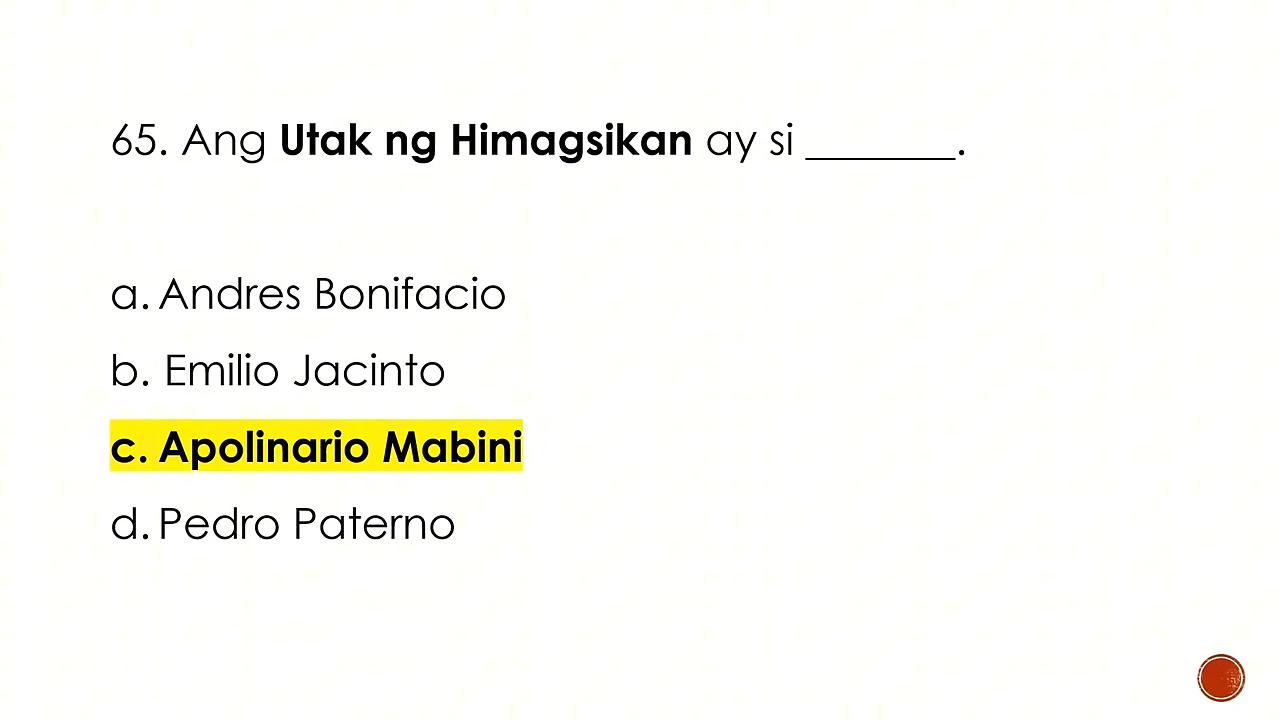 65. Ang Utak ng Himagsikan ay si _______.
a. Andres Bonifacio
b. Emilio Jacinto
c. Apolinario Mabini
d. Pedro Paterno